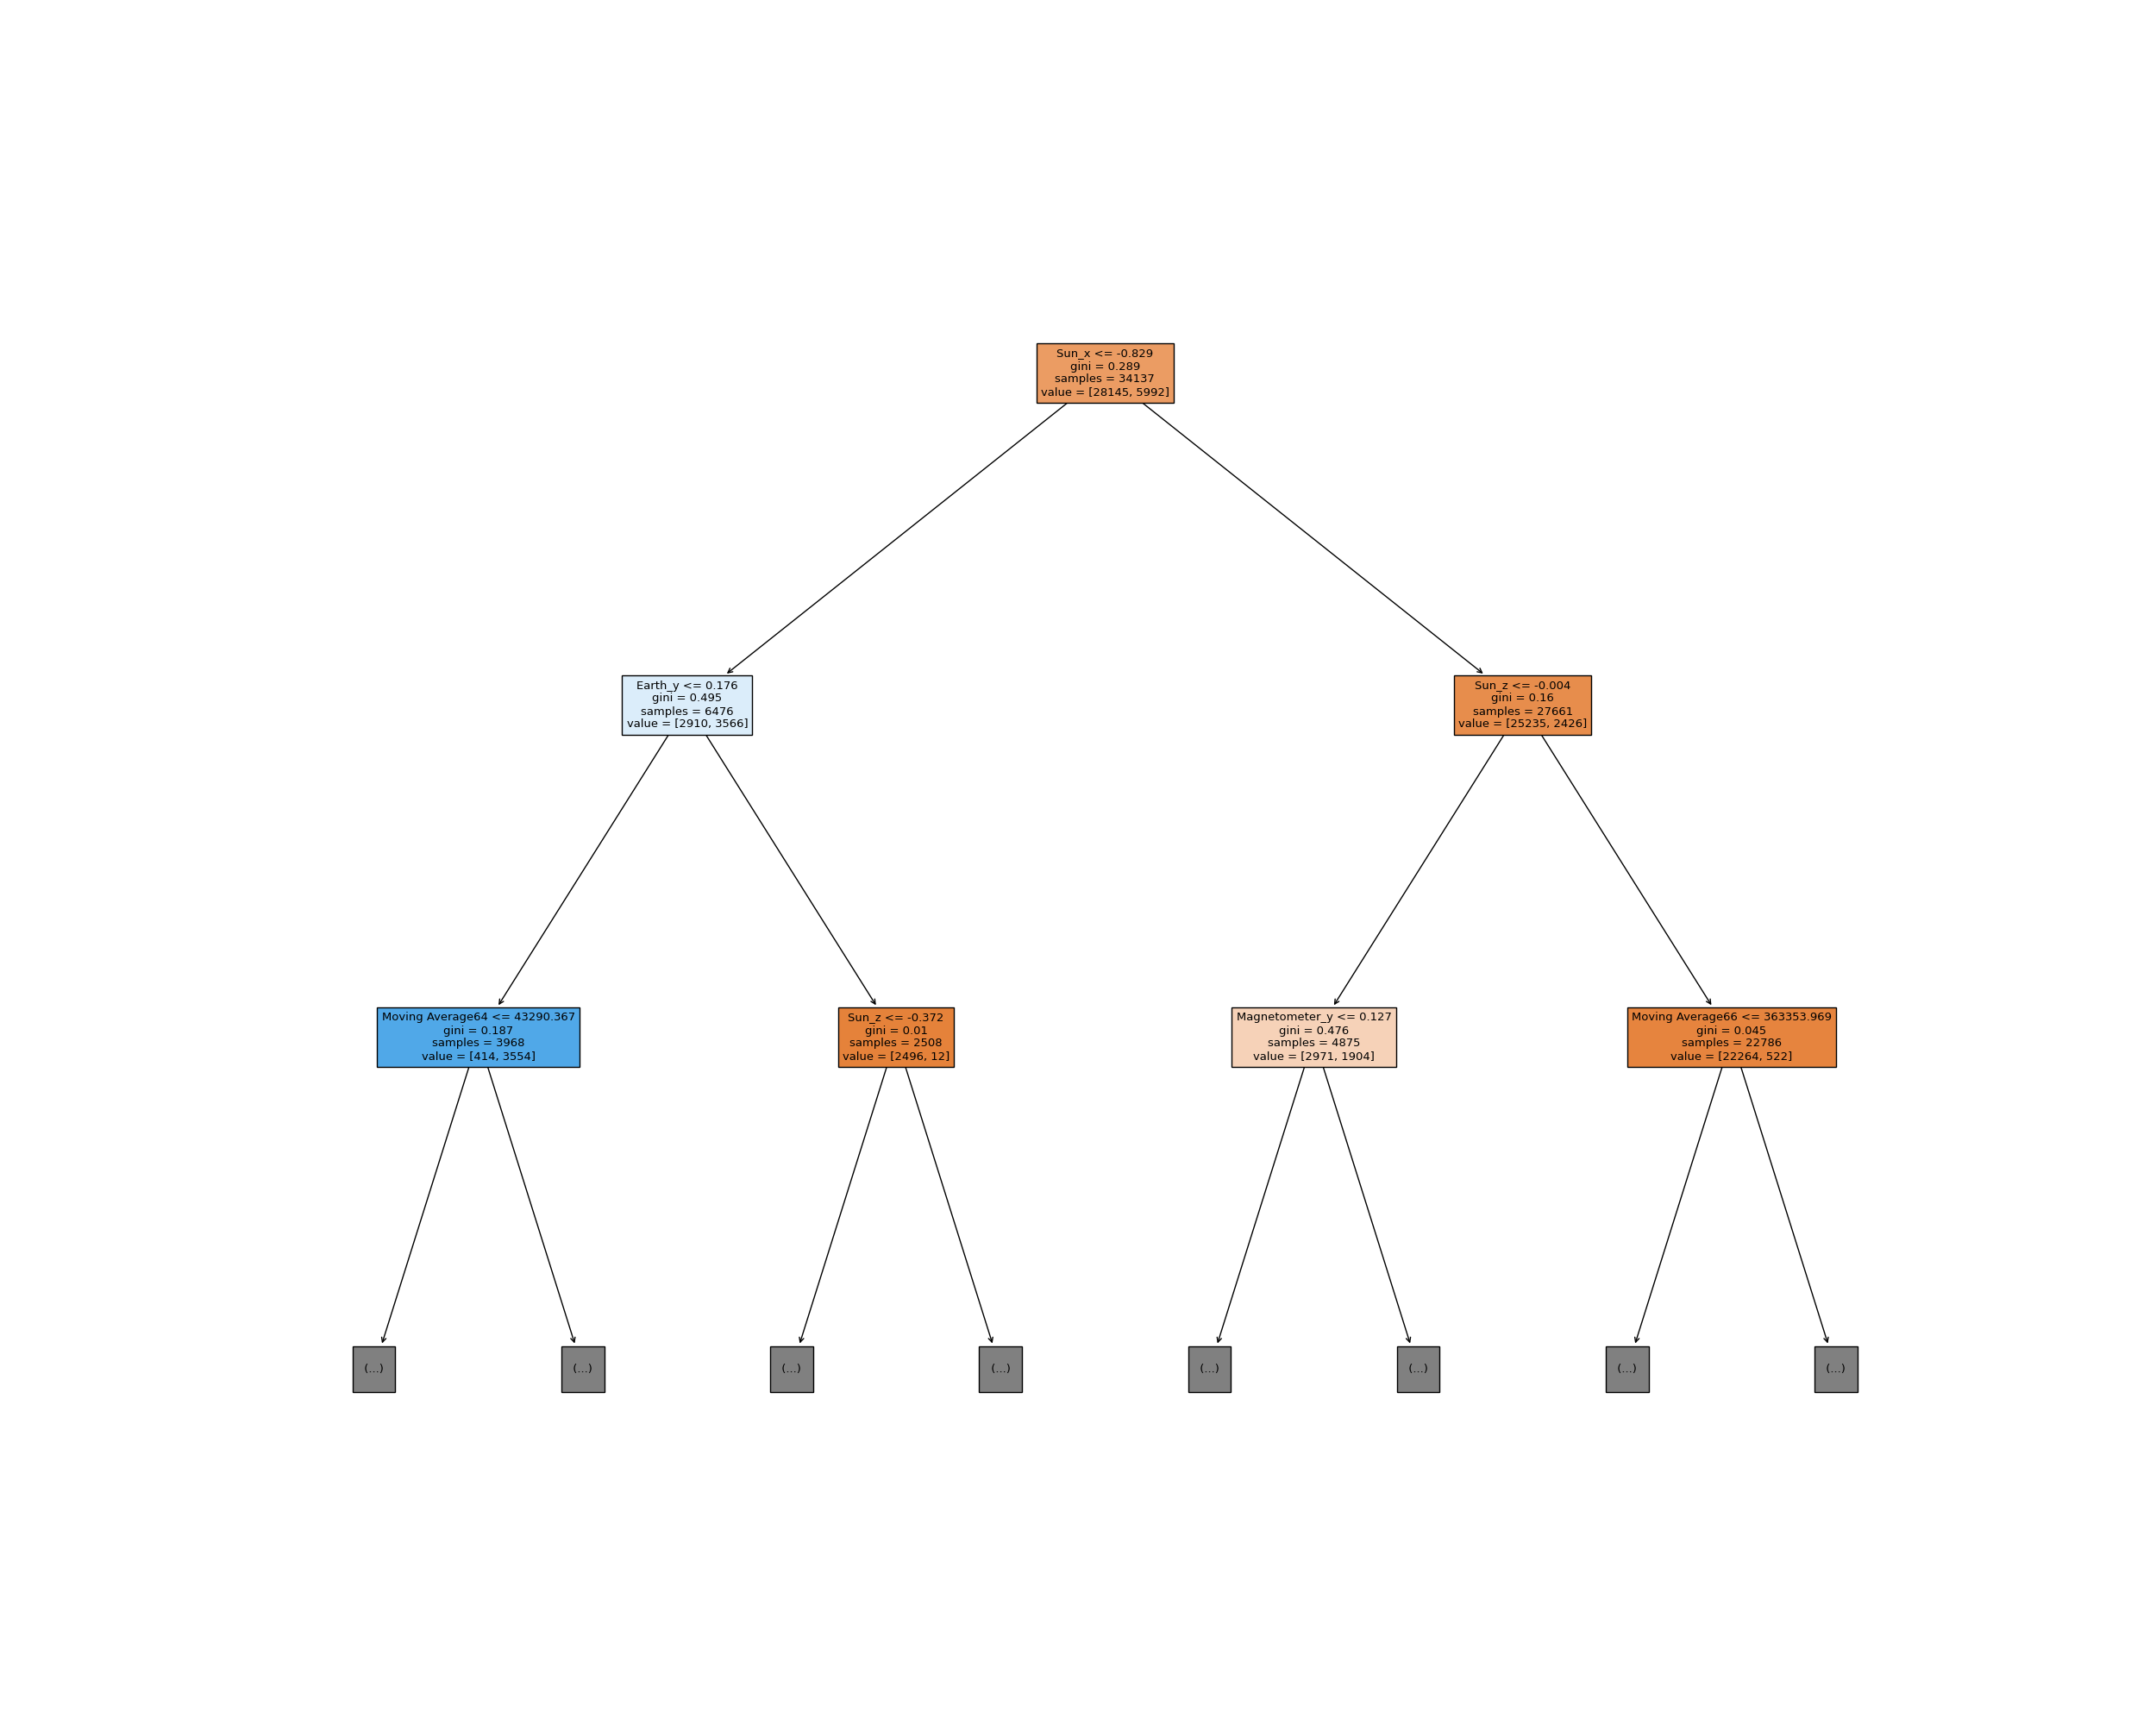 Sun_x <= -0.829
gini = 0.289
samples = 34137
value = [28145, 5992]
Earth_y <= 0.176
gini = 0.495
samples = 6476
value = [2910, 3566]
Sun_z <= -0.004
gini = 0.16
samples = 27661
value = [25235, 2426]
Moving Average64 <= 43290.367
gini = 0.187
samples = 3968
value = [414, 3554]
Sun_z <= -0.372
gini = 0.01
samples = 2508
value = [2496, 12]
Magnetometer_y <= 0.127
gini = 0.476
samples = 4875
value = [2971, 1904]
Moving Average66 <= 363353.969
gini = 0.045
samples = 22786
value = [22264, 522]
(...)
(...)
(...)
(...)
(...)
(...)
(...)
(...)